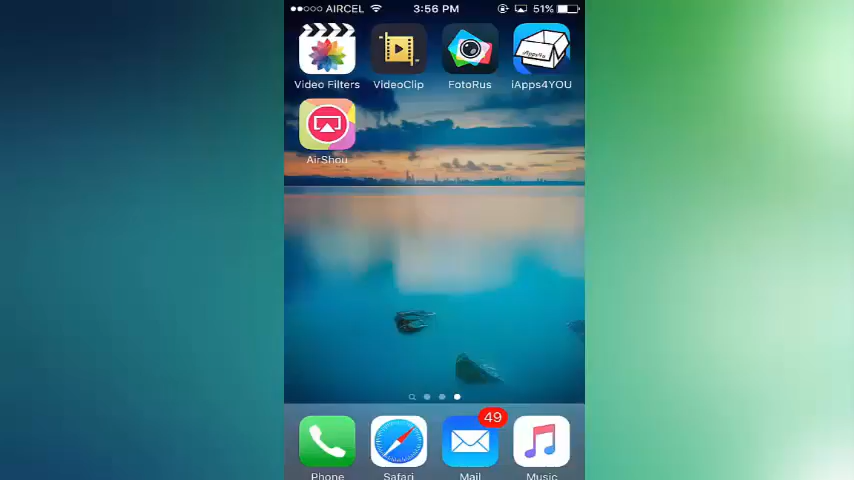 AIRCEL 3:56 PM 51%
Video Filters VideoClip FotoRus iApps4YOU
AirShou
49
Phone Safari Mail Music